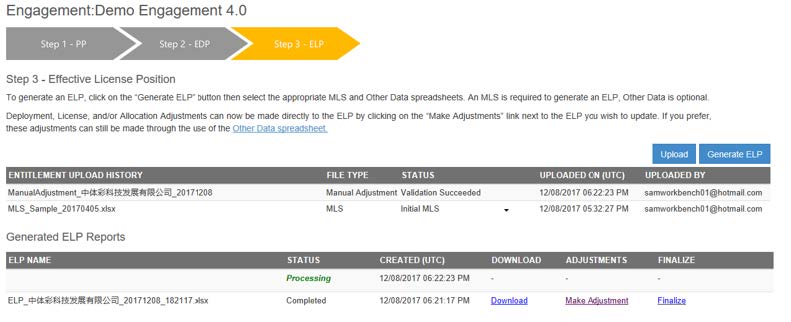 Engagement:Demo Engagement 4.0
Step 1 - PP Step 2 - EDP Step 3 - ELP
Step 3 - Effective License Position
To generate an ELP, click on the “Generate ELP” button then select the appropriate MLS and Other Data spreadsheets. An MLS is required to generate an ELP, Other Data is optional.
Deployment, License, and/or Allocation Adjustments can now be made directly to the ELP by clicking on the “Make Adjustments” link next to the ELP you wish to update. If you prefer,
these adjustments can still be made through the use of the Other Data spreadsheet.
Upload Generate ELP
ENTITLEMENT UPLOAD HISTORY FILE TYPE STATUS UPLOADED ON (UTC) UPLOADED BY
ManualAdjustment_中体彩科技发展有限公司_20171208 Manual Adjustment Validation Succeeded 12/08/2017 06:22:23 PM samworkbench01@hotmail.com
MLS_Sample_20170405.xlsx MLS Initial MLS 12/08/2017 05:32:27 PM samworkbench01@hotmail.com
Generated ELP Reports
ELP NAME STATUS CREATED (UTC) DOWNLOAD ADJUSTMENTS FINALIZE
Processing 12/08/2017 06:22:23 PM - - -
ELP_中体彩科技发展有限公司_20171208_182117.xlsx Completed 12/08/2017 06:21:17 PM Download Make Adjustment Finalize